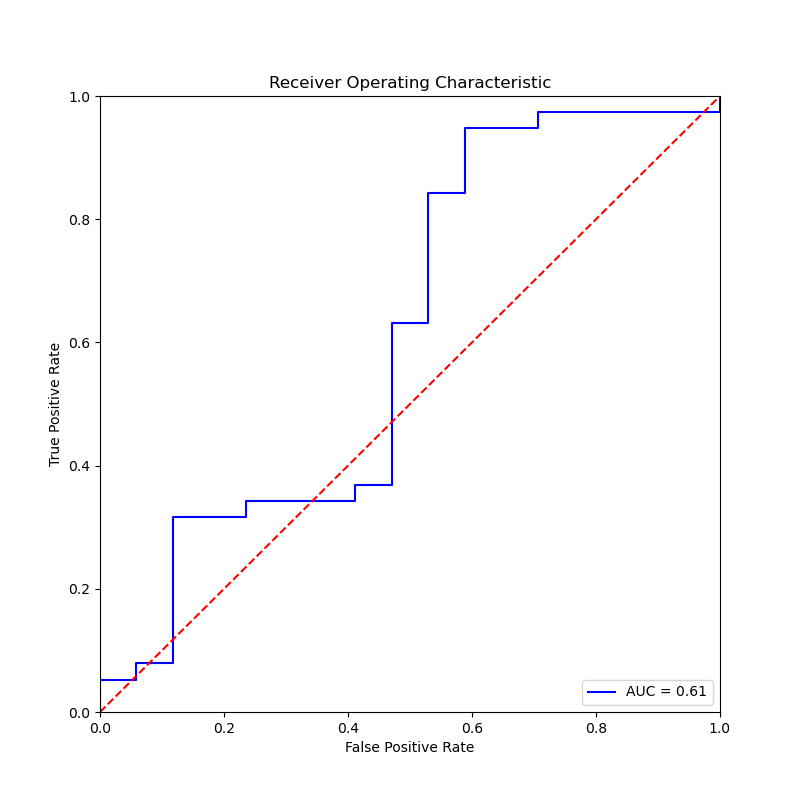 Receiver Operating Characteristic
1.0
0.8
0.6
0.4
0.2
0.0
True Positive Rate
AUC = 0.61
0.0 0.2 0.4 0.6 0.8 1.0
False Positive Rate